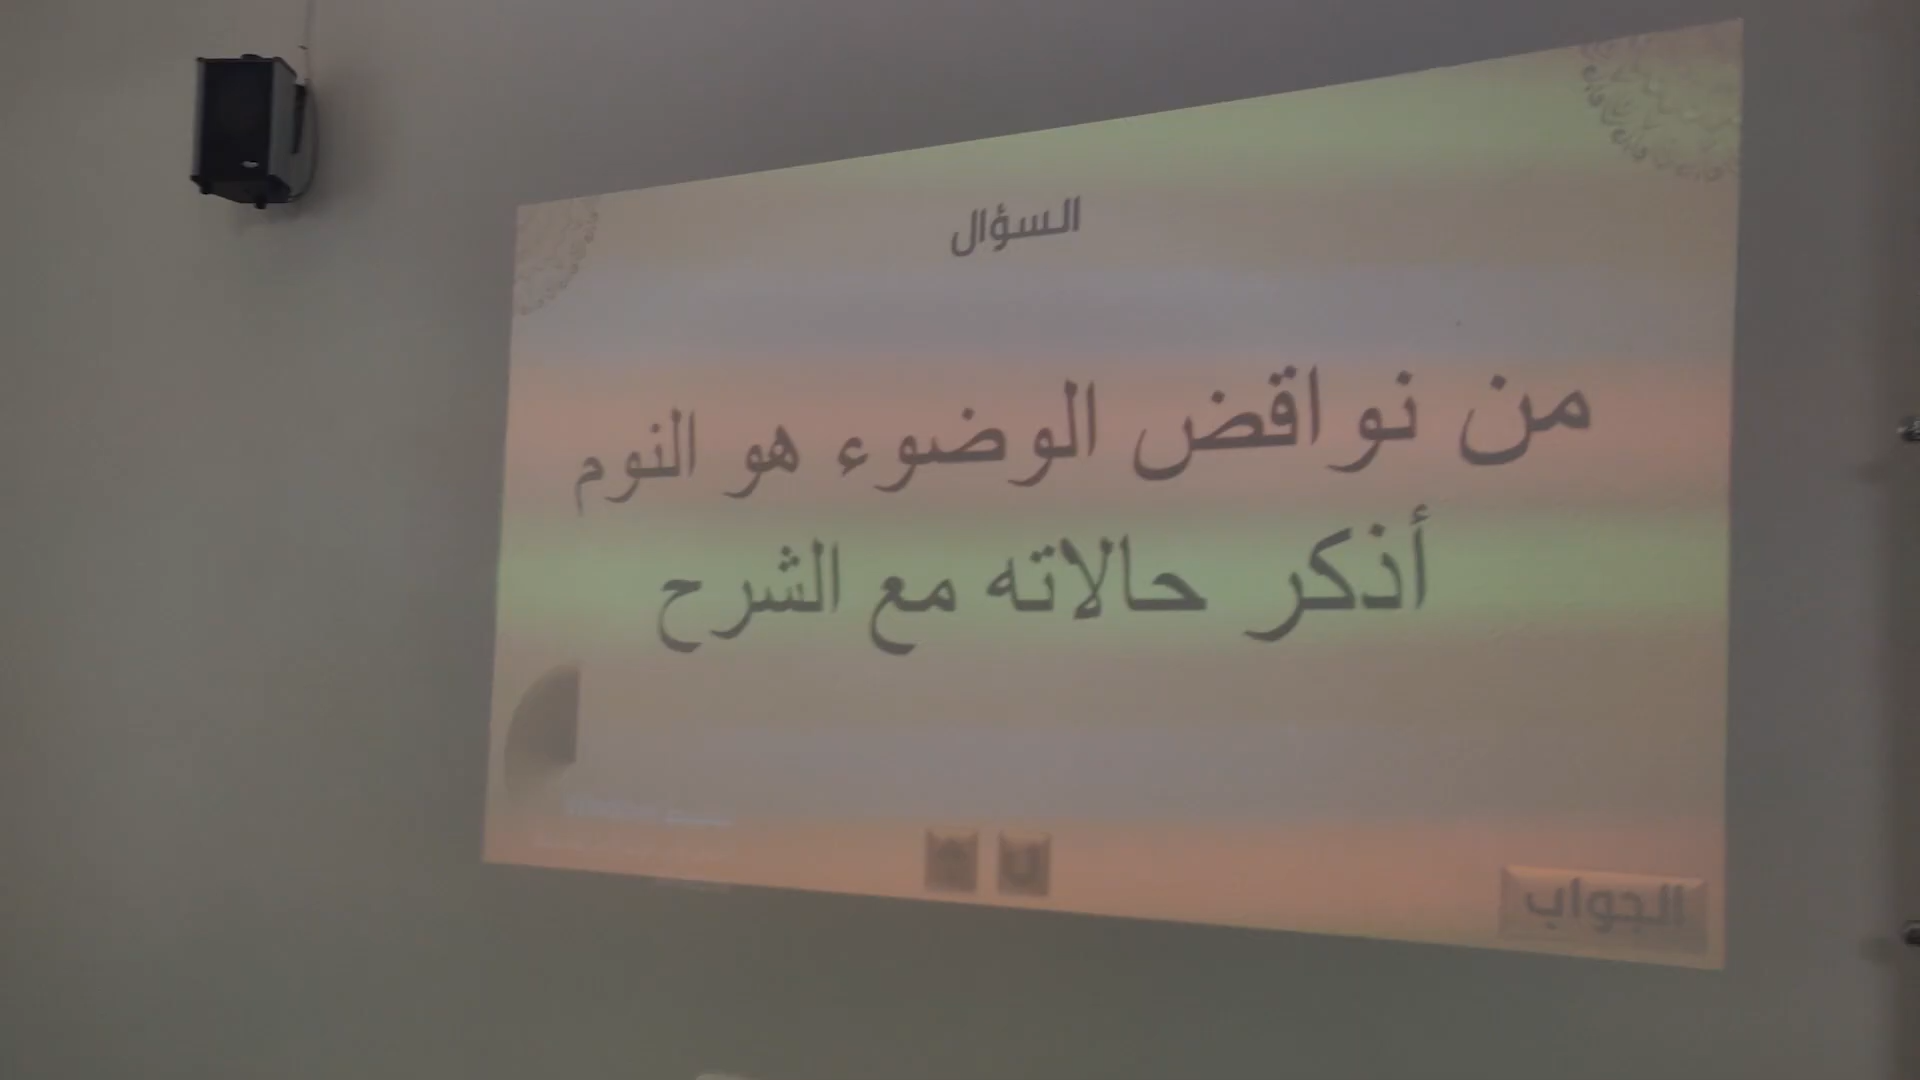 السؤال
من نواقض الوضوء هو النوم
أذكر حالاته مع الشرح
الجواب